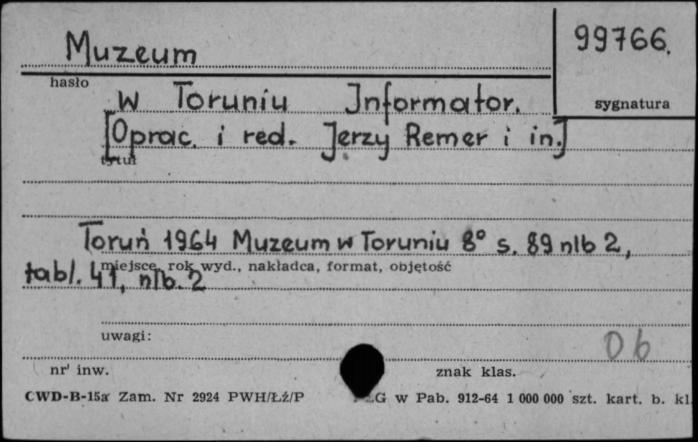 Muzeum
99766.
hasło
w Toruniu Informator.
sygnatura
[Oprac. i red. Jerzy Remer i in.]
tytuł
Toruń 1964 Muzeum w Toruniu 8° s. 89 nlb 2,
miejsce, rok wyd., nakładca, format, objętość
tabl. 41, nlb. 2
uwagi:
Ob
nr inw.
znak klas.
CWD-B-15a Zam. Nr 2924 PWH/Łź/P
LG w Pab. 912-64 1 000 000 szt. kart. b. kl.